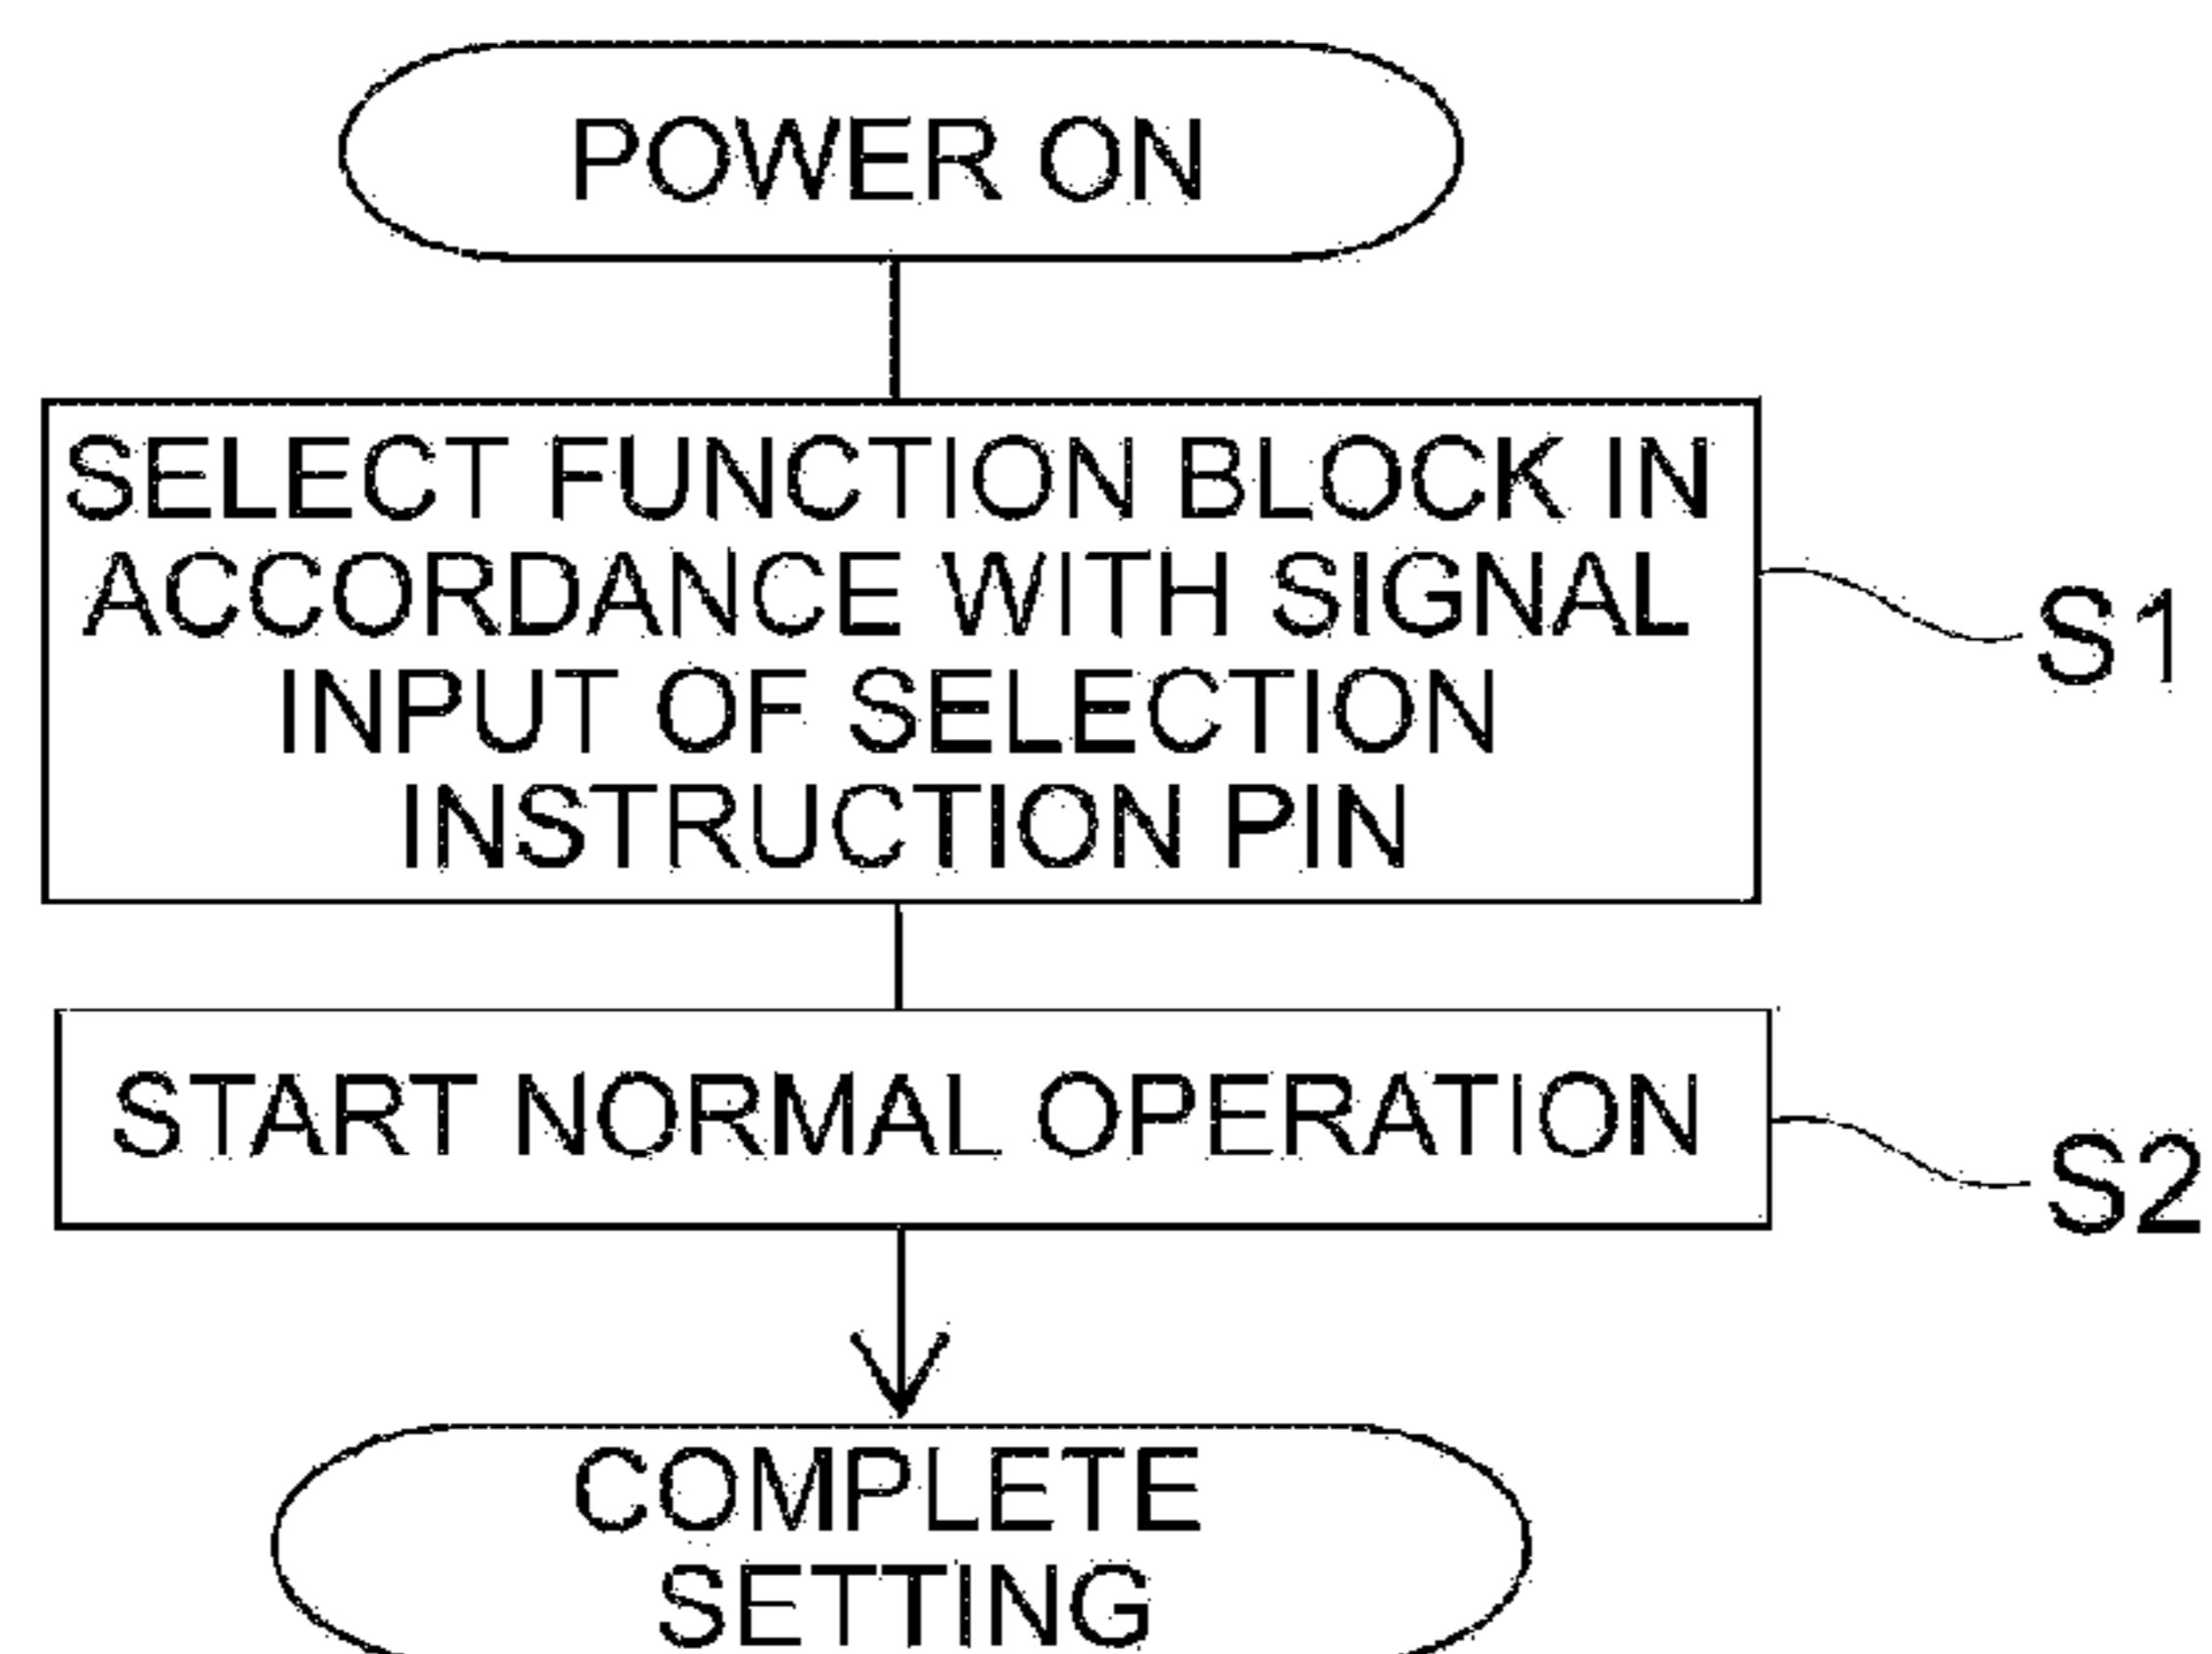 POWER ON
SELECT FUNCTION BLOCK IN
ACCORDANCE WITH SIGNAL
INPUT OF SELECTION
INSTRUCTION PIN
S1
START NORMAL OPERATION
S2
COMPLETE
SETTING